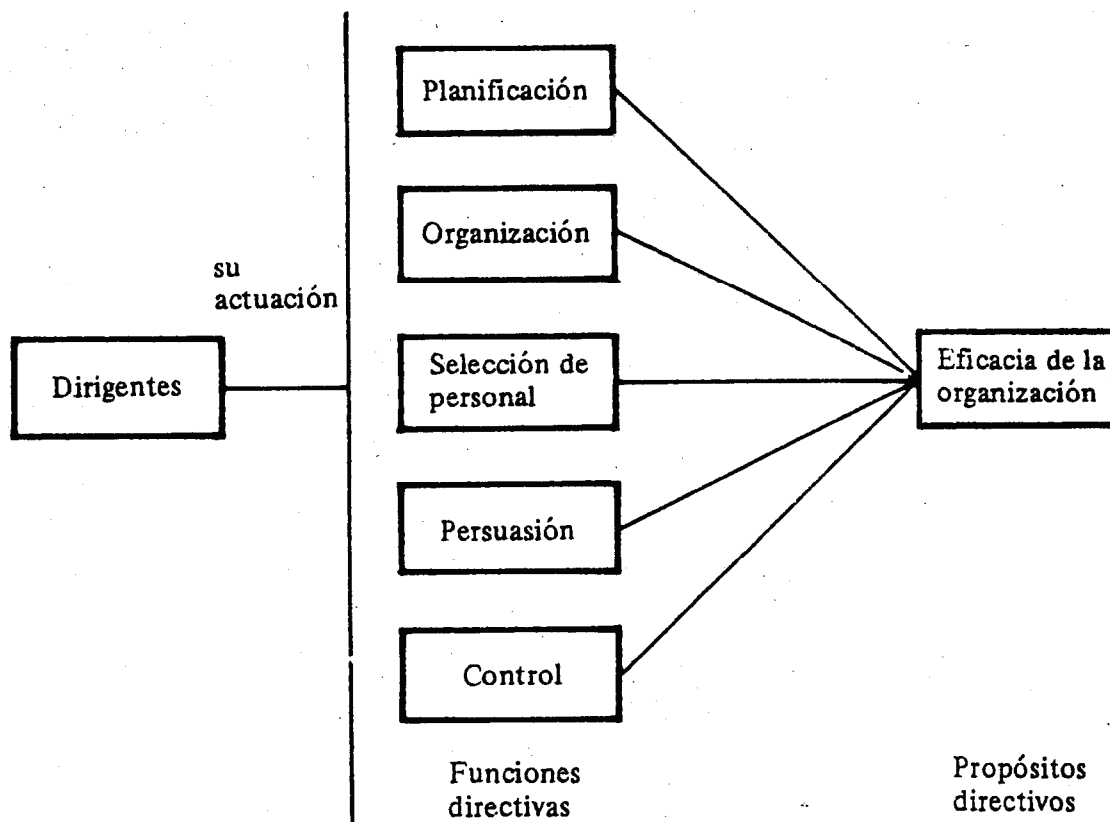 Planificación
Organización
su
actuación
Dirigentes
Selección de
personal
Eficacia de la
organización
Persuasión
Control
Funciones
directivas
Propósitos
directivos